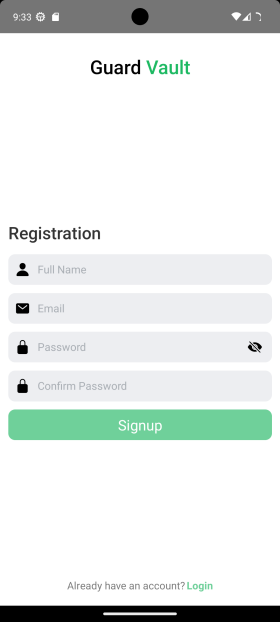 9:33
Guard Vault
Registration
Full Name
Email
Password
Confirm Password
Signup
Already have an account? Login